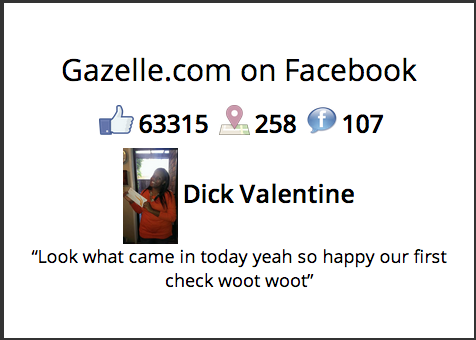 Gazelle.com on Facebook
63315 258 107
Dick Valentine
“Look what came in today yeah so happy our first
check woot woot”